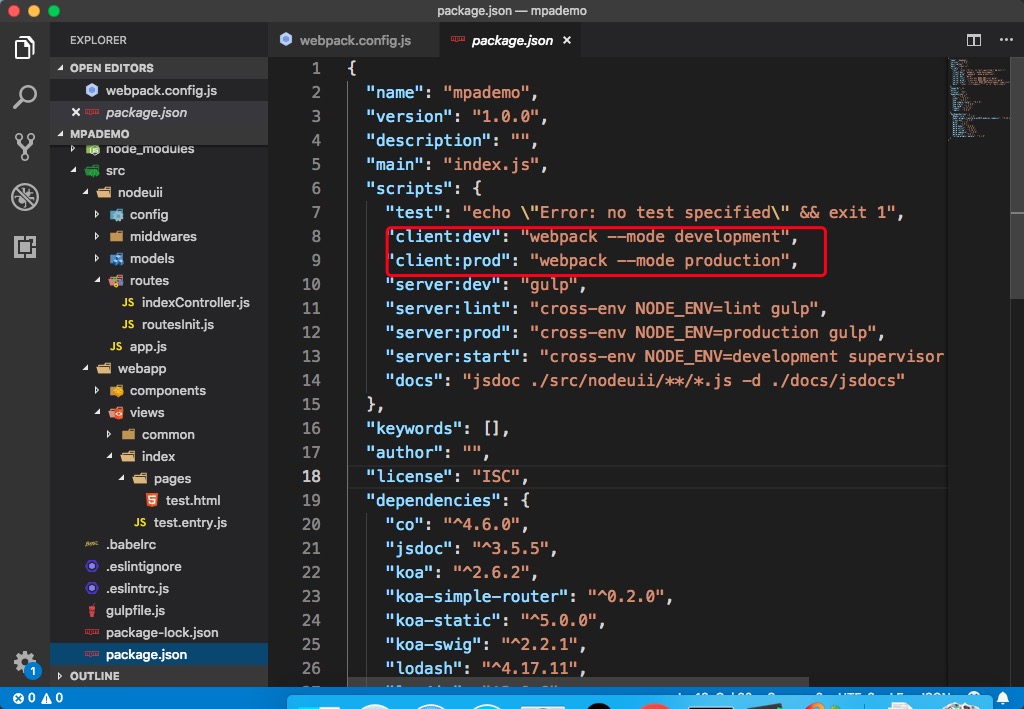 package.json — mpademo
EXPLORER
OPEN EDITORS
webpack.config.js
package.json
MPADEMO
node_modules
src
nodeuii
config
middwares
models
routes
JS indexController.js
JS routesInit.js
JS app.js
webapp
components
views
common
index
pages
5 test.html
JS test.entry.js
.babelrc
.eslintignore
.eslintrc.js
gulpfile.js
package-lock.json
package.json
OUTLINE
1
0 0
webpack.config.js
package.json
1 {
2 "name": "mpademo",
3 "version": "1.0.0",
4 "description": "",
5 "main": "index.js",
6 "scripts": {
7 "test": "echo \"Error: no test specified\" && exit 1",
8 "client:dev": "webpack --mode development",
9 "client:prod": "webpack --mode production",
10 "server:dev": "gulp",
11 "server:lint": "cross-env NODE_ENV=lint gulp",
12 "server:prod": "cross-env NODE_ENV=production gulp",
13 "server:start": "cross-env NODE_ENV=development supervisor
14 "docs": "jsdoc ./src/nodeuii/**/*.js -d ./docs/jsdocs"
15 },
16 "keywords": [],
17 "author": "",
18 "license": "ISC",
19 "dependencies": {
20 "co": "^4.6.0",
21 "jsdoc": "^3.5.5",
22 "koa": "^2.6.2",
23 "koa-simple-router": "^0.2.0",
24 "koa-static": "^5.0.0",
25 "koa-swig": "^2.2.1",
26 "lodash": "^4.17.11",